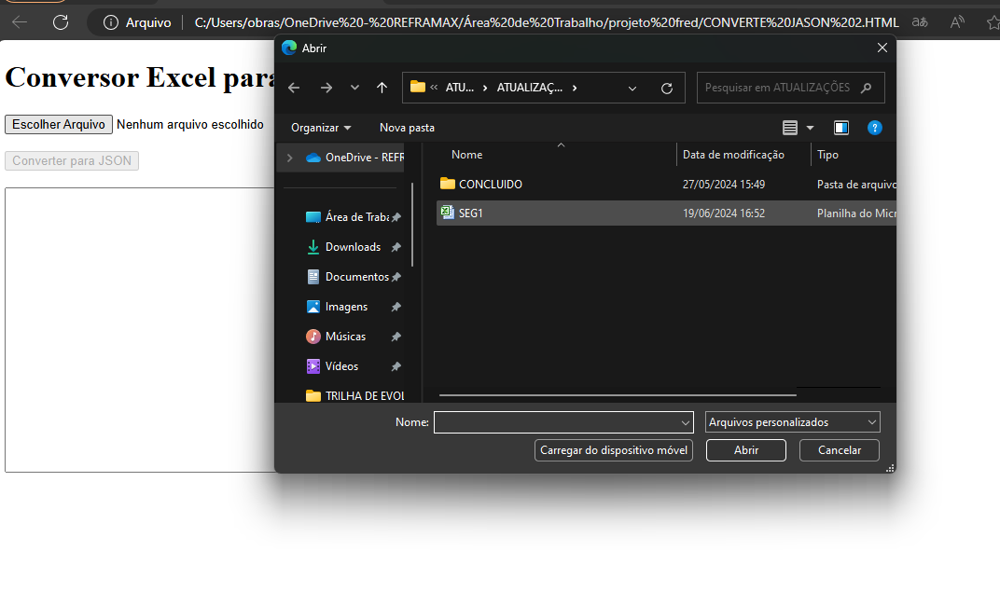 Arquivo C:/Users/obras/OneDrive%20-%20REFRAMAX/Área%20de%20Trabalho/projeto%20fred/CONVERTE%20JASON%202.HTML
Abrir
Conversor Excel para
ATU... ATUALIZAÇ...
Pesquisar em ATUALIZAÇÕES
Escolher Arquivo Nenhum arquivo escolhido
Organizar Nova pasta
Converter para JSON
OneDrive - REFR
Nome Data de modificação Tipo
CONCLUIDO 27/05/2024 15:49 Pasta de arquivo
SEG1 19/06/2024 16:52 Planilha do Micr
Área de Traba
Downloads
Documentos
Imagens
Músicas
Vídeos
TRILHA DE EVOL
Nome: Arquivos personalizados
Carregar do dispositivo móvel Abrir Cancelar